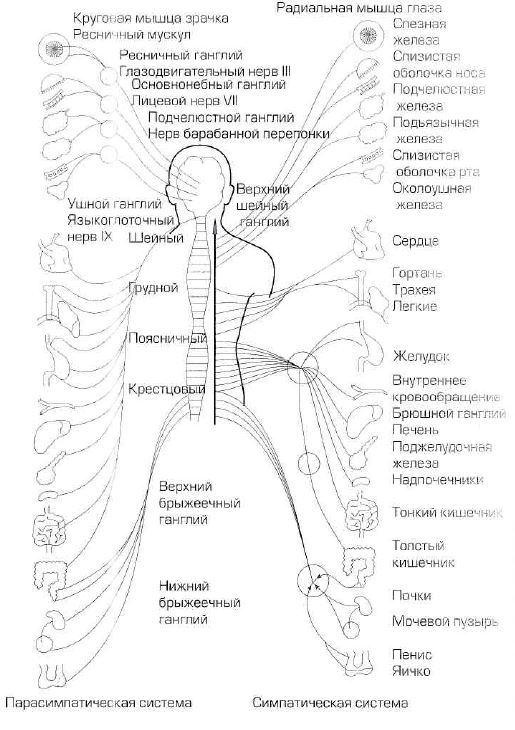 Круговая мышца зрачка
Ресничный мускул
Ресничный ганглий
Глазодвигательный нерв III
Основнонебный ганглий
Лицевой нерв VII
Подчелюстной ганглий
Нерв барабанной перепонки
Ушной ганглий
Языкоглоточный
нерв IX
Шейный
Верхний
шейный
ганглий
Грудной
Поясничный
Крестцовый
Верхний
брыжеечный
ганглий
Нижний
брыжеечный
ганглий
Радиальная мышца глаза
Слезная
железа
Слизистая
оболочка носа
Подчелюстная
железа
Подъязычная
железа
Слизистая
оболочка рта
Околоушная
железа
Сердце
Гортань
Трахея
Легкие
Желудок
Внутреннее
кровообращение
Брюшной ганглий
Печень
Поджелудочная
железа
Надпочечники
Тонкий кишечник
Толстый
кишечник
Почки
Мочевой пузырь
Пенис
Яичко
Парасимпатическая система
Симпатическая система